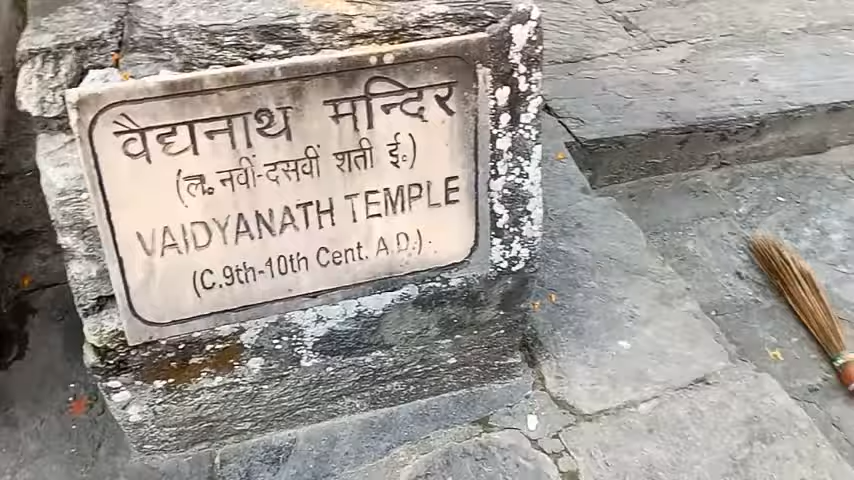 वैद्यनाथ मन्दिर
(ल. नवीं-दसवीं शती ई.)
VAIDYANATH TEMPLE
(C.9th-10th Cent. A.D.)